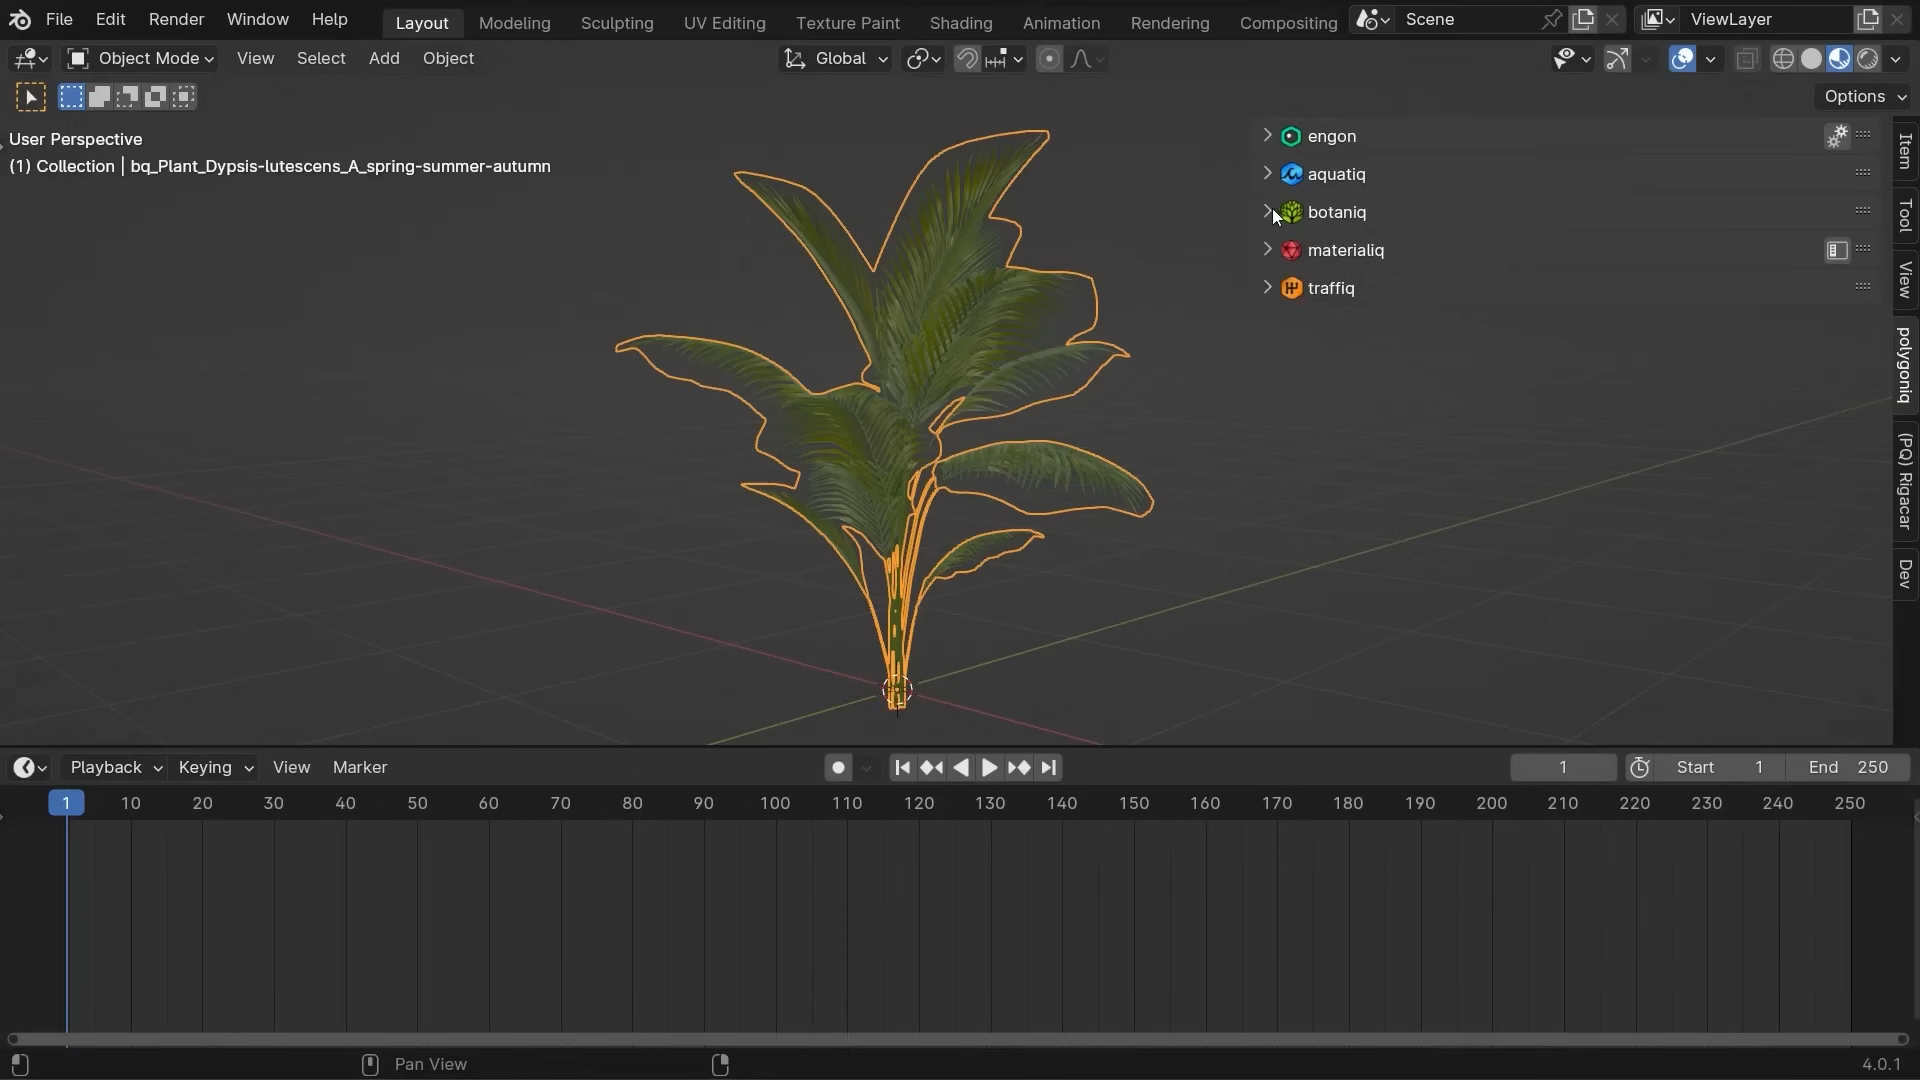 File Edit Render Window Help Layout Modeling Sculpting UV Editing Texture Paint Shading Animation Rendering Compositing Scene ViewLayer
Object Mode View Select Add Object Global
Options
User Perspective
(1) Collection | bq_Plant_Dypsis-lutescens_A_spring-summer-autumn
engon
aquatiq
botaniq
materialiq
traffiq
Item
Tool
View
polygoniq
(PQ) Rigacar
Dev
Playback Keying View Marker 1 Start 1 End 250
1 10 20 30 40 50 60 70 80 90 100 110 120 130 140 150 160 170 180 190 200 210 220 230 240 250
Pan View 4.0.1